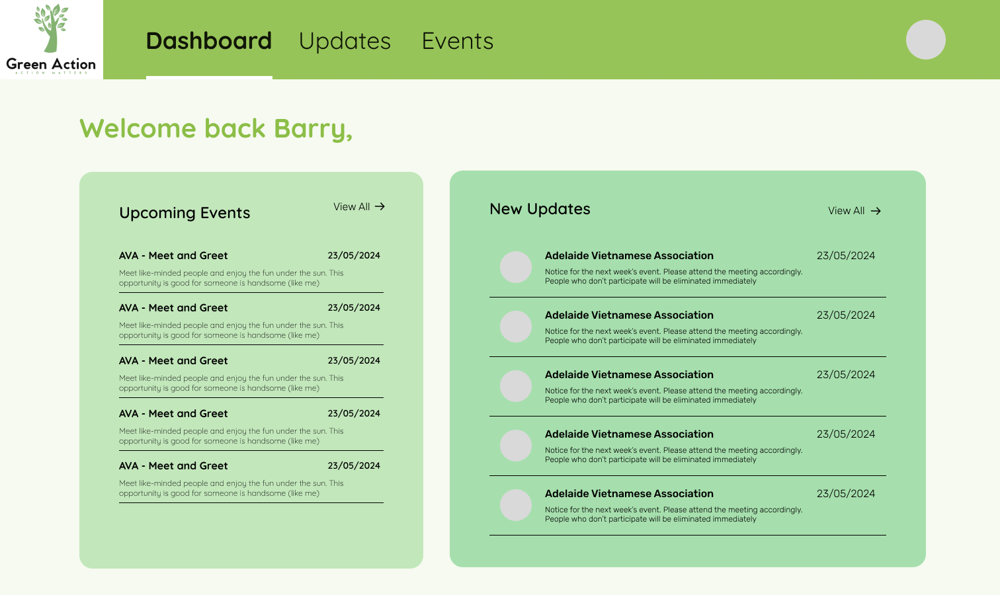 Green Action
ACTION MATTERS
Dashboard Updates Events
Welcome back Barry,
Upcoming Events
View All →
AVA - Meet and Greet 23/05/2024
Meet like-minded people and enjoy the fun under the sun. This
opportunity is good for someone is handsome (like me)
AVA - Meet and Greet 23/05/2024
Meet like-minded people and enjoy the fun under the sun. This
opportunity is good for someone is handsome (like me)
AVA - Meet and Greet 23/05/2024
Meet like-minded people and enjoy the fun under the sun. This
opportunity is good for someone is handsome (like me)
AVA - Meet and Greet 23/05/2024
Meet like-minded people and enjoy the fun under the sun. This
opportunity is good for someone is handsome (like me)
AVA - Meet and Greet 23/05/2024
Meet like-minded people and enjoy the fun under the sun. This
opportunity is good for someone is handsome (like me)
New Updates
View All →
Adelaide Vietnamese Association 23/05/2024
Notice for the next week's event. Please attend the meeting accordingly.
People who don't participate will be eliminated immediately
Adelaide Vietnamese Association 23/05/2024
Notice for the next week's event. Please attend the meeting accordingly.
People who don't participate will be eliminated immediately
Adelaide Vietnamese Association 23/05/2024
Notice for the next week's event. Please attend the meeting accordingly.
People who don't participate will be eliminated immediately
Adelaide Vietnamese Association 23/05/2024
Notice for the next week's event. Please attend the meeting accordingly.
People who don't participate will be eliminated immediately
Adelaide Vietnamese Association 23/05/2024
Notice for the next week's event. Please attend the meeting accordingly.
People who don't participate will be eliminated immediately